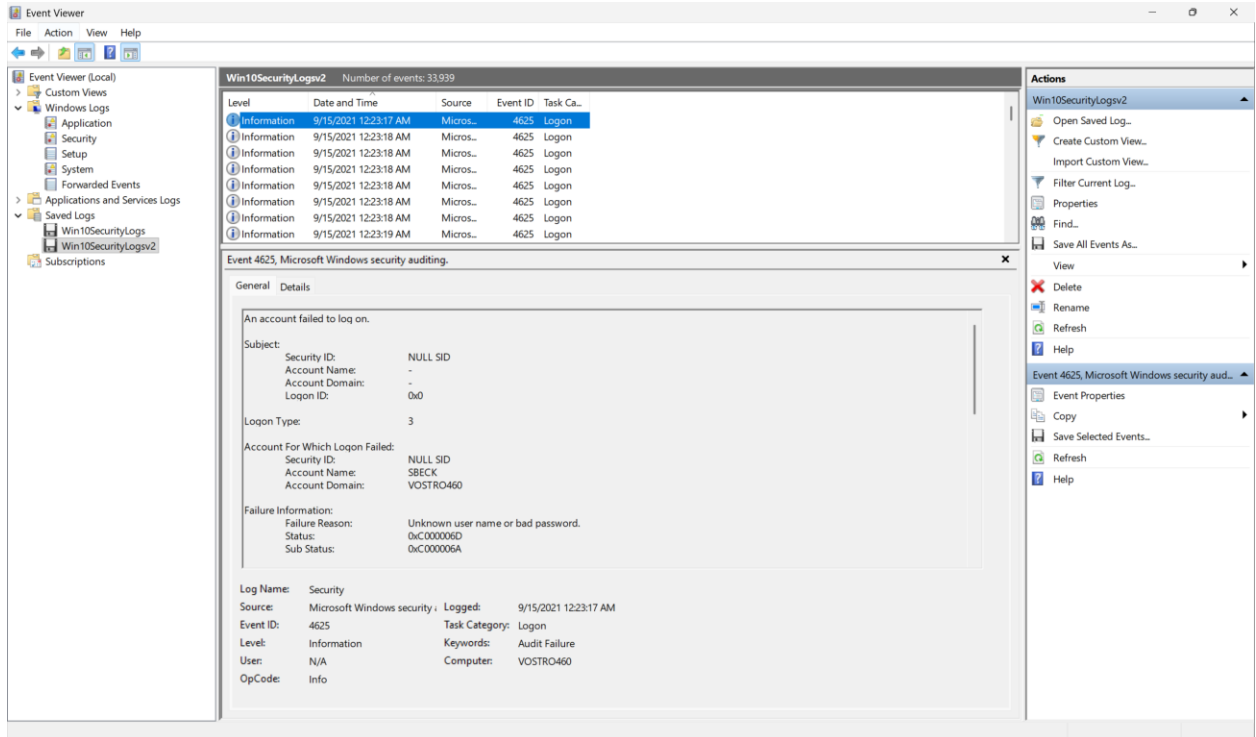 Event Viewer
File Action View Help
Event Viewer (Local)
Custom Views
Windows Logs
Application
Security
Setup
System
Forwarded Events
Applications and Services Logs
Saved Logs
Win10SecurityLogs
Win10SecurityLogsv2
Subscriptions
Win10SecurityLogsv2 Number of events: 33,939
Level Date and Time Source Event ID Task Ca...
Information 9/15/2021 12:23:17 AM Micros... 4625 Logon
Information 9/15/2021 12:23:18 AM Micros... 4625 Logon
Information 9/15/2021 12:23:18 AM Micros... 4625 Logon
Information 9/15/2021 12:23:18 AM Micros... 4625 Logon
Information 9/15/2021 12:23:18 AM Micros... 4625 Logon
Information 9/15/2021 12:23:18 AM Micros... 4625 Logon
Information 9/15/2021 12:23:18 AM Micros... 4625 Logon
Information 9/15/2021 12:23:19 AM Micros... 4625 Logon
Event 4625, Microsoft Windows security auditing.
General Details
An account failed to log on.
Subject:
Security ID: NULL SID
Account Name: -
Account Domain: -
Logon ID: 0x0
Logon Type: 3
Account For Which Logon Failed:
Security ID: NULL SID
Account Name: SBECK
Account Domain: VOSTRO460
Failure Information:
Failure Reason: Unknown user name or bad password.
Status: 0xC000006D
Sub Status: 0xC000006A
Log Name: Security
Source: Microsoft Windows security Logged: 9/15/2021 12:23:17 AM
Event ID: 4625 Task Category: Logon
Level: Information Keywords: Audit Failure
User: N/A Computer: VOSTRO460
OpCode: Info
Actions
Win10SecurityLogsv2
Open Saved Log...
Create Custom View...
Import Custom View...
Filter Current Log...
Properties
Find...
Save All Events As...
View
Delete
Rename
Refresh
Help
Event 4625, Microsoft Windows security aud...
Event Properties
Copy
Save Selected Events...
Refresh
Help